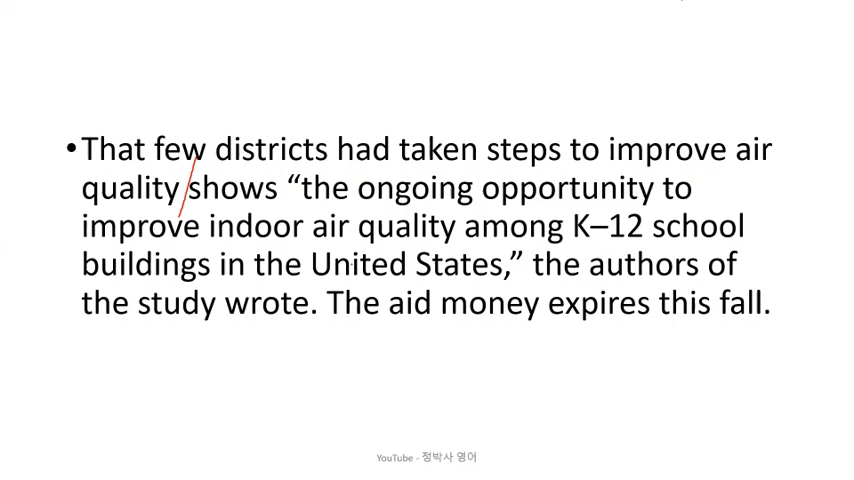 •That few districts had taken steps to improve air
quality shows “the ongoing opportunity to
improve indoor air quality among K–12 school
buildings in the United States,” the authors of
the study wrote. The aid money expires this fall.
YouTube - 정박사 영어